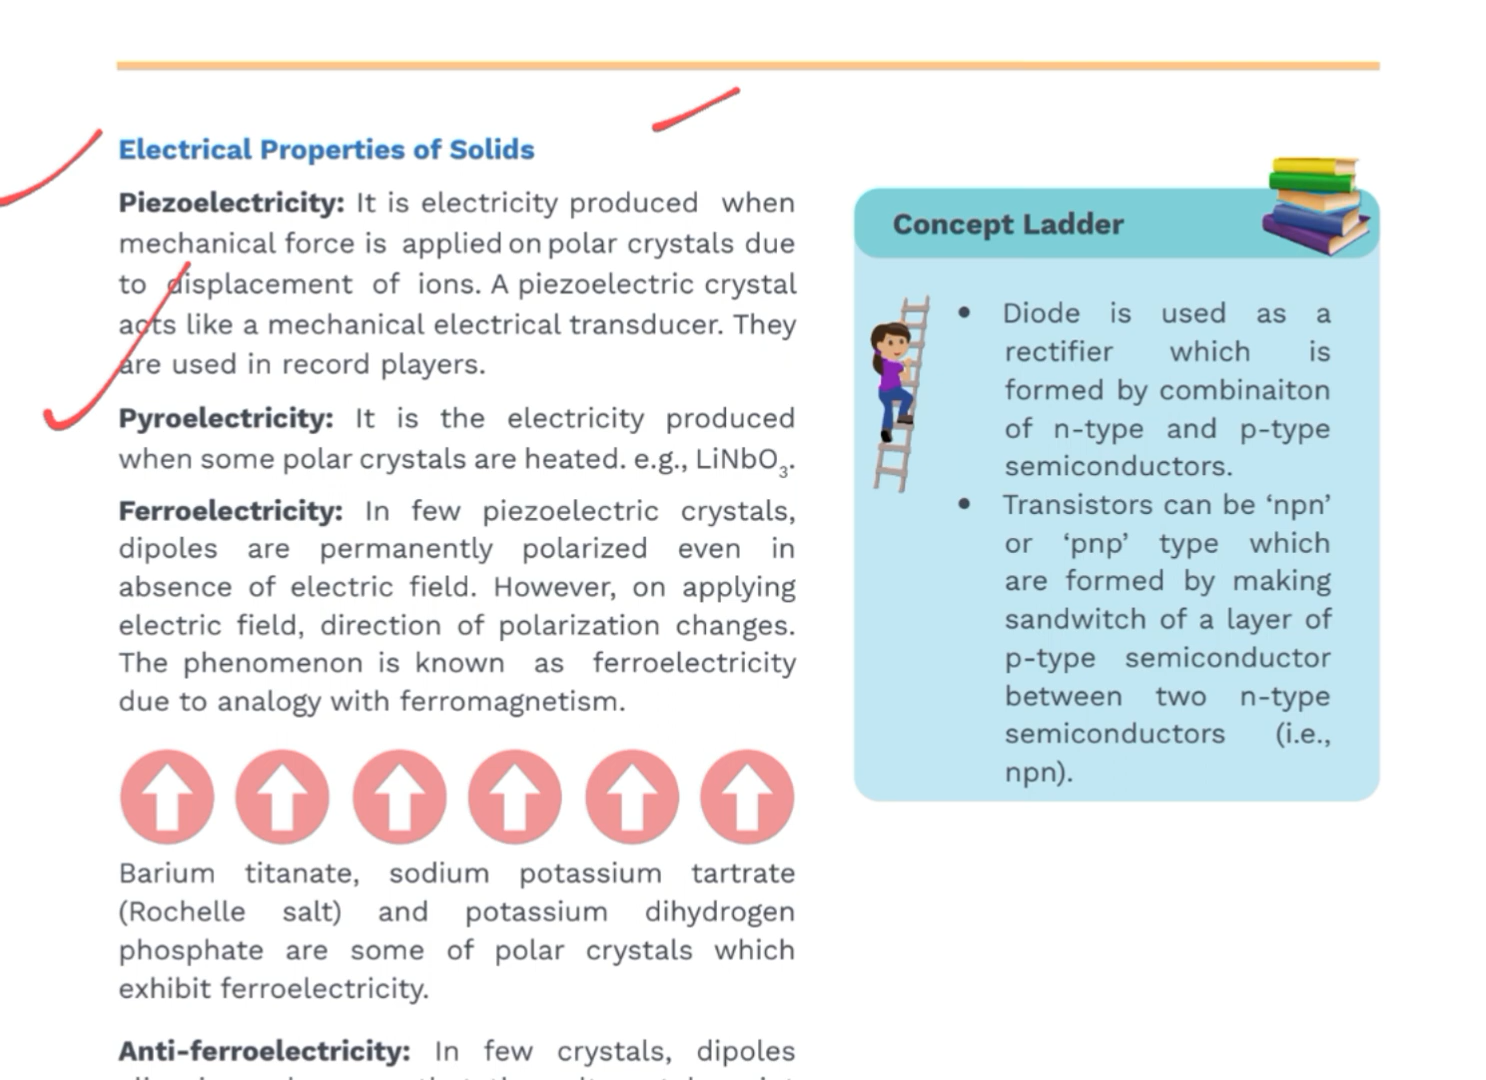 Electrical Properties of Solids
Piezoelectricity: It is electricity produced when
mechanical force is applied on polar crystals due
to displacement of ions. A piezoelectric crystal
acts like a mechanical electrical transducer. They
are used in record players.
Pyroelectricity: It is the electricity produced
when some polar crystals are heated. e.g., LiNbO₃.
Ferroelectricity: In few piezoelectric crystals,
dipoles are permanently polarized even in
absence of electric field. However, on applying
electric field, direction of polarization changes.
The phenomenon is known as ferroelectricity
due to analogy with ferromagnetism.
Barium titanate, sodium potassium tartrate
(Rochelle salt) and potassium dihydrogen
phosphate are some of polar crystals which
exhibit ferroelectricity.
Anti-ferroelectricity: In few crystals, dipoles
Concept Ladder
• Diode is used as a
rectifier which is
formed by combinaiton
of n-type and p-type
semiconductors.
• Transistors can be ‘npn’
or ‘pnp’ type which
are formed by making
sandwitch of a layer of
p-type semiconductor
between two n-type
semiconductors (i.e.,
npn).